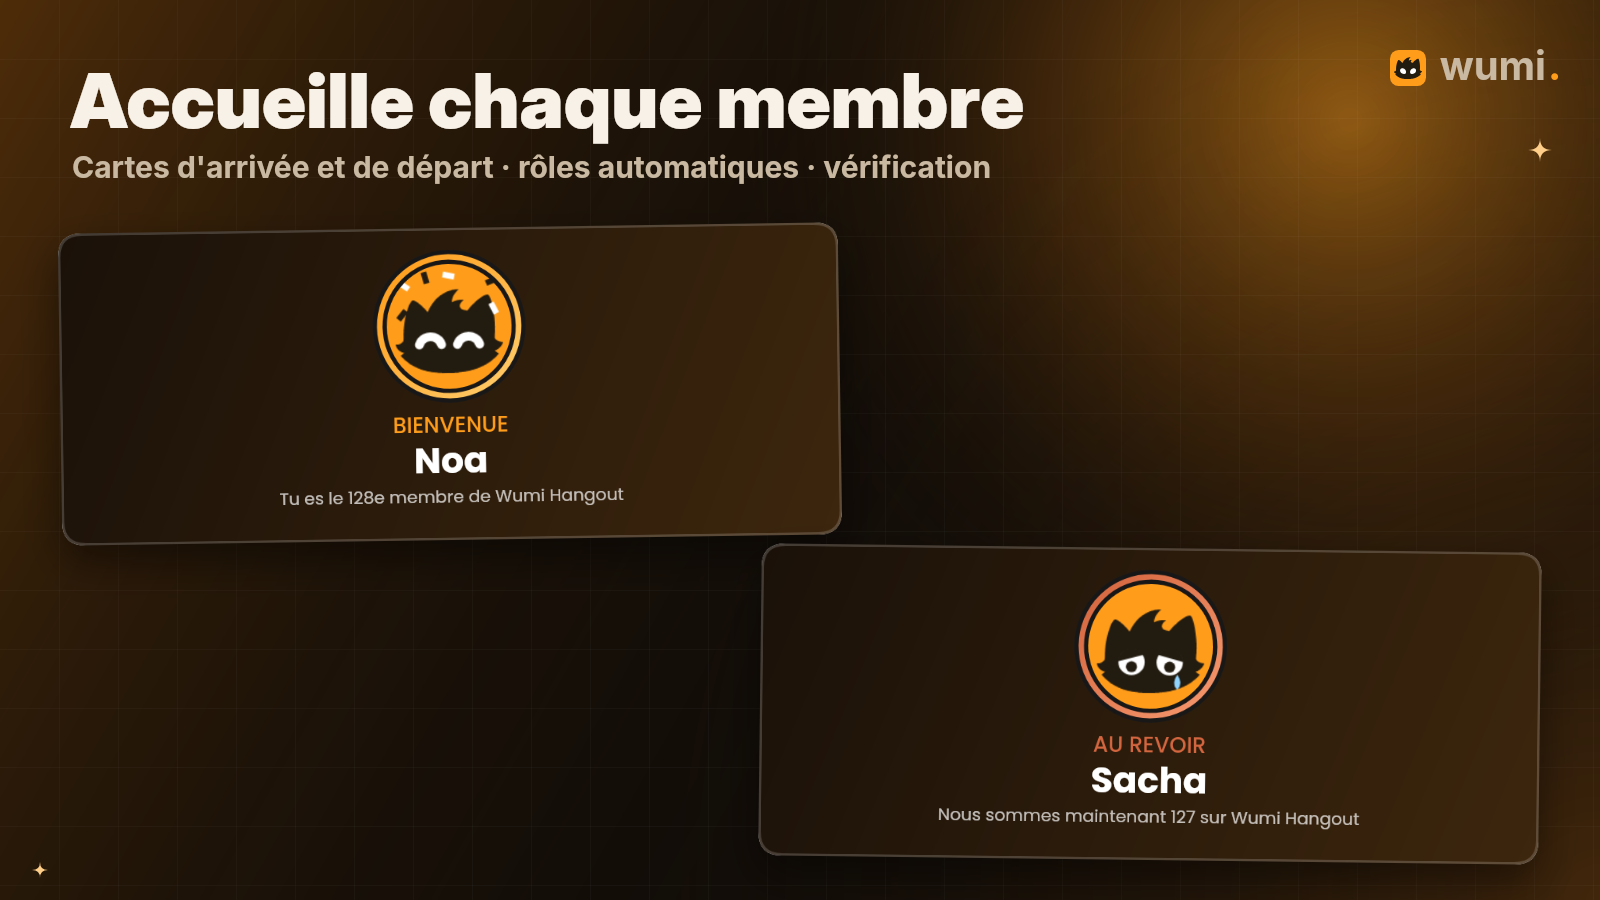 Accueille chaque membre
wumi.
Cartes d'arrivée et de départ · rôles automatiques · vérification
BIENVENUE
Noa
Tu es le 128e membre de Wumi Hangout
AU REVOIR
Sacha
Nous sommes maintenant 127 sur Wumi Hangout